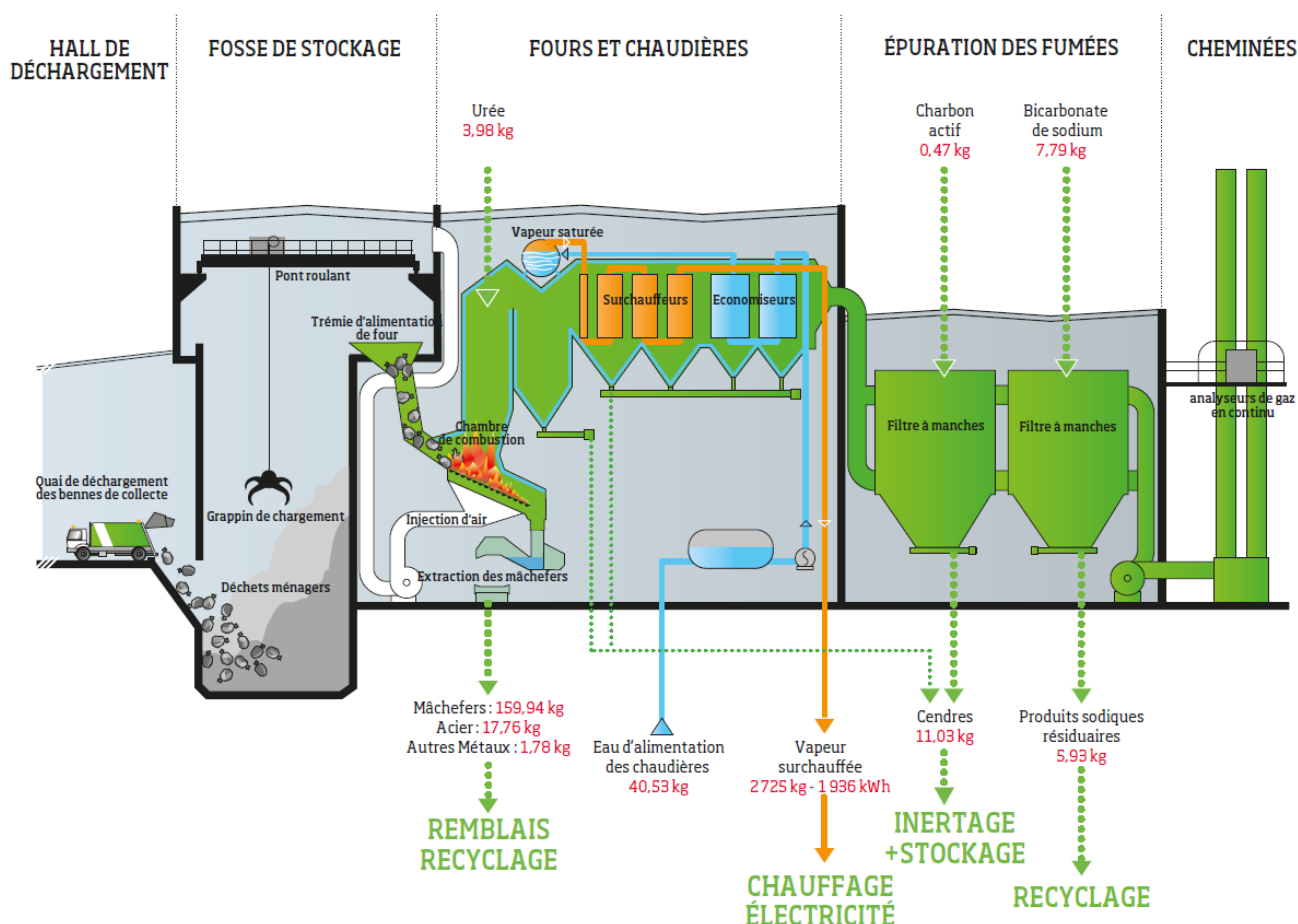 HALL DE
DÉCHARGEMENT
FOSSE DE STOCKAGE
FOURS ET CHAUDIÈRES
ÉPURATION DES FUMÉES
CHEMINÉES
Urée
3,98 kg
Charbon
actif
0,47 kg
Bicarbonate
de sodium
7,79 kg
Vapeur saturée
Pont roulant
Surchauffeurs
Economiseurs
Trémie d'alimentation
de four
analyseurs de gaz
en continu
Chambre
de combustion
Filtre à manches
Filtre à manches
Quai de déchargement
des bennes de collecte
Grappin de chargement
Injection d'air
Extraction des mâchefers
Déchets ménagers
Mâchefers : 159,94 kg
Acier : 17,76 kg
Autres Métaux : 1,78 kg
Eau d'alimentation
des chaudières
40,53 kg
Vapeur
surchauffée
2 725 kg - 1 936 kWh
Cendres
11,03 kg
Produits sodiques
résiduaires
5,93 kg
REMBLAIS
RECYCLAGE
CHAUFFAGE
ÉLECTRICITÉ
INERTAGE
+STOCKAGE
RECYCLAGE